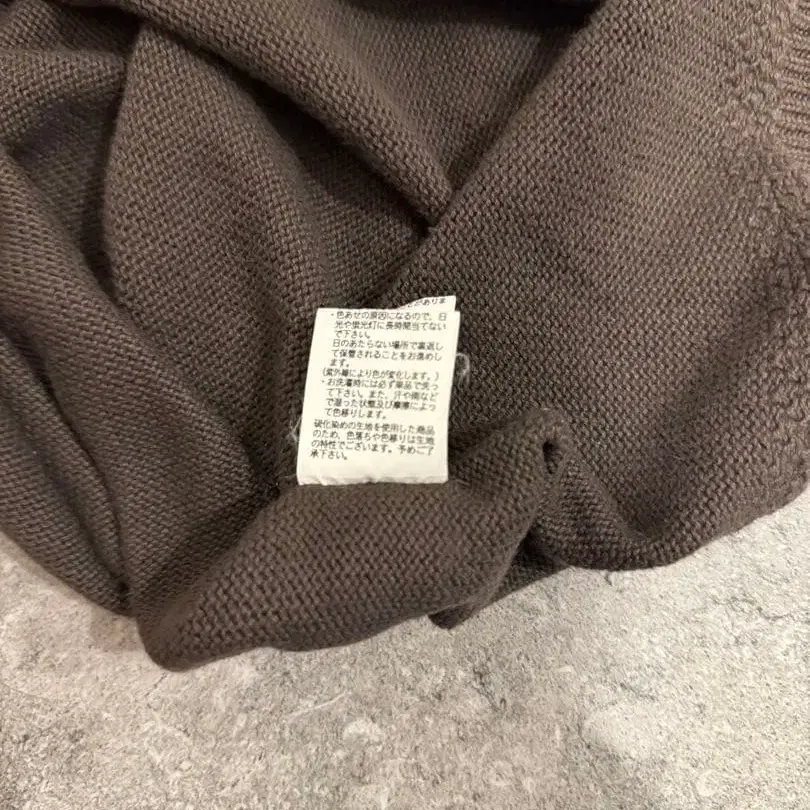 がありま
・色あせの原因になるので、日
光や蛍光灯に長時間当てない
で下さい。
日のあたらない場所で裏返し
て保管されることをお進めし
ます。
(紫外線により色が変化します。)
・お洗濯時には必ず単品で洗っ
て下さい。また、汗や雨など
で湿った状態及び摩擦によっ
て色移りします。
硫化染めの生地を使用した商品
のため、色落ちや色移りは生地
の特性でございます。予めご了
承下さい。